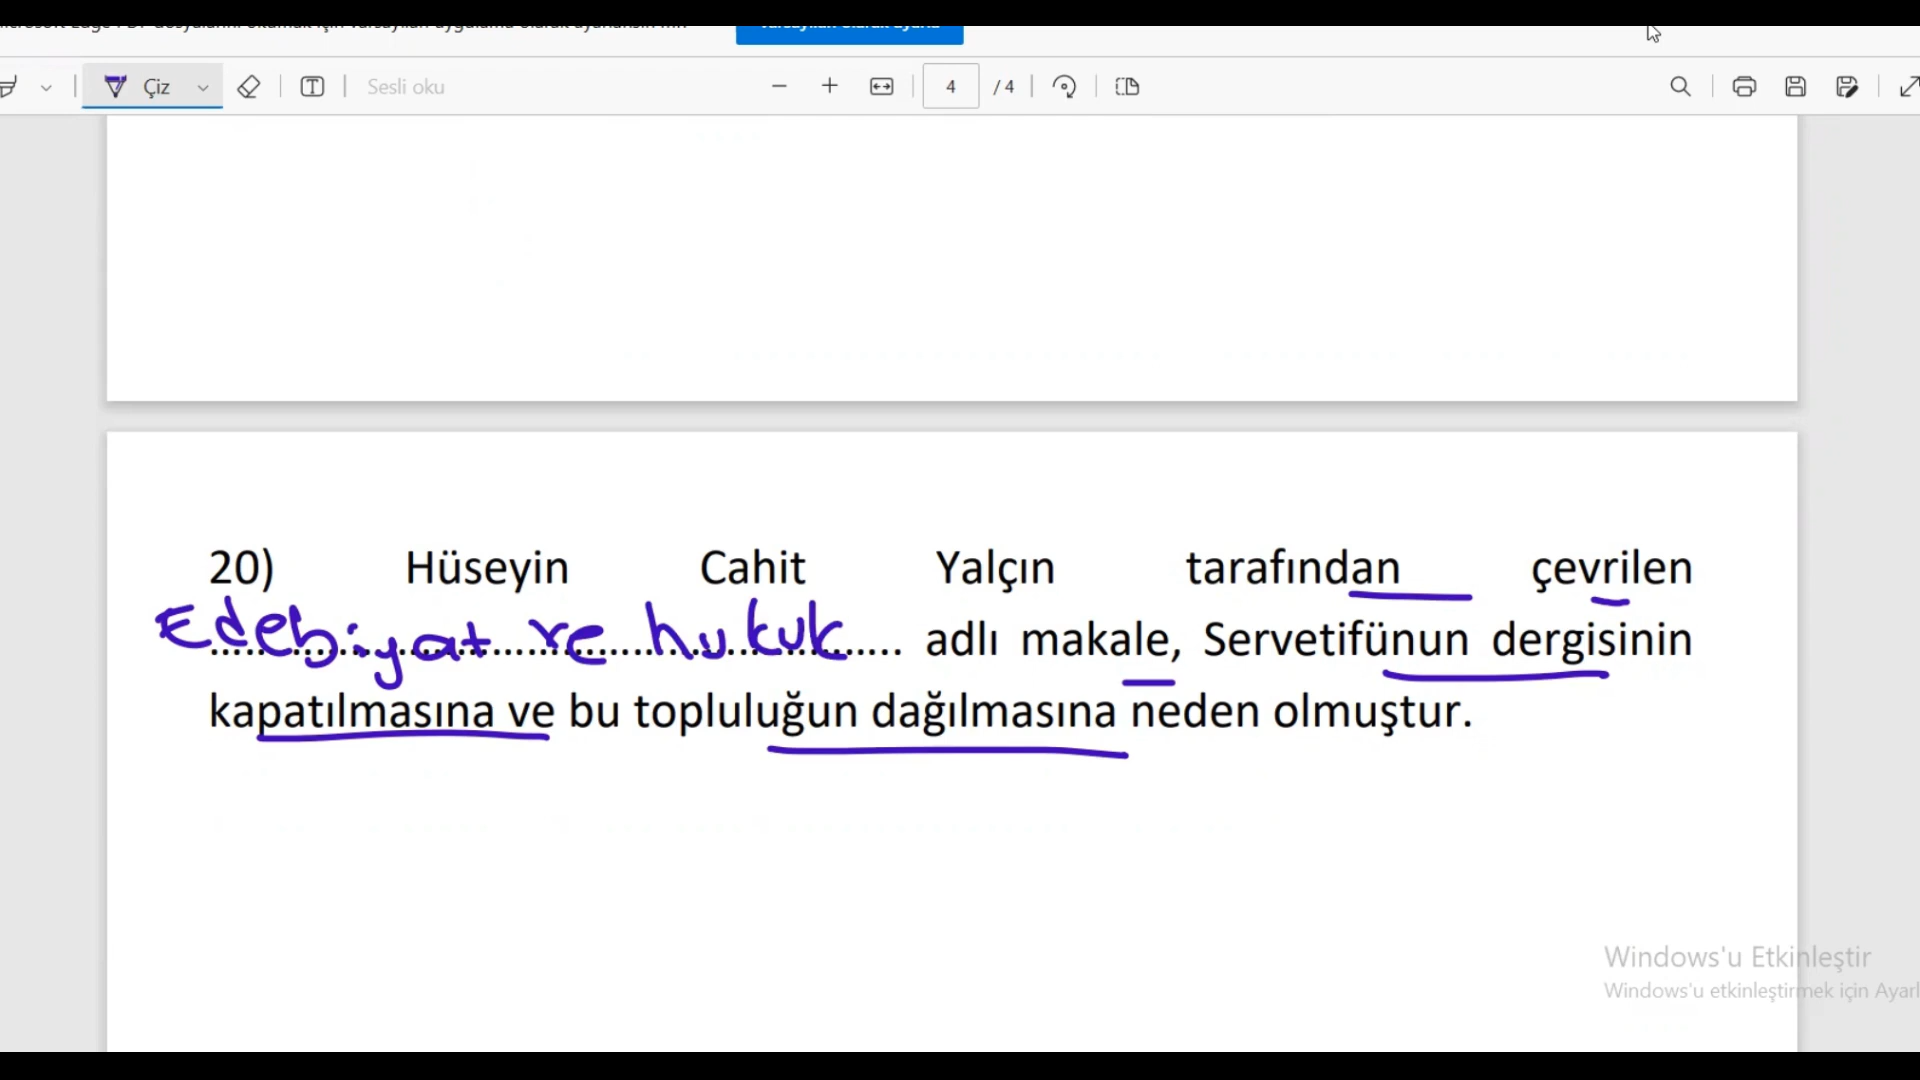 Çiz
Sesli oku
4
/ 4
20) Hüseyin Cahit Yalçın tarafından çevrilen
Edebiyat ve hukuk
........ adlı makale, Servetifünun dergisinin
kapatılmasına ve bu topluluğun dağılmasına neden olmuştur.
Windows'u Etkinleştir
Windows'u etkinleştirmek için Ayarl